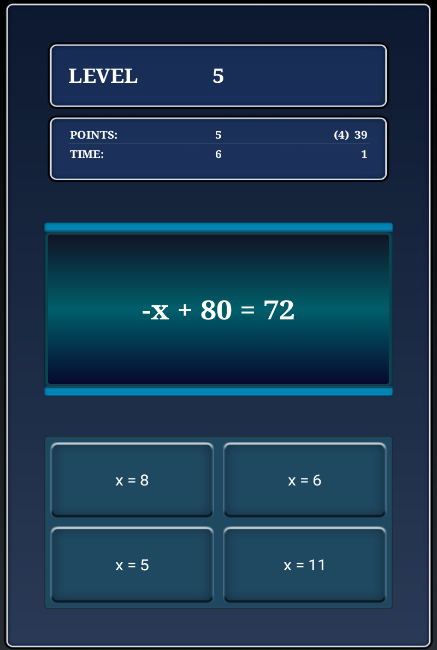 LEVEL 5
POINTS: 5 (4) 39
TIME: 6 1
-x + 80 = 72
x = 8 x = 6
x = 5 x = 11